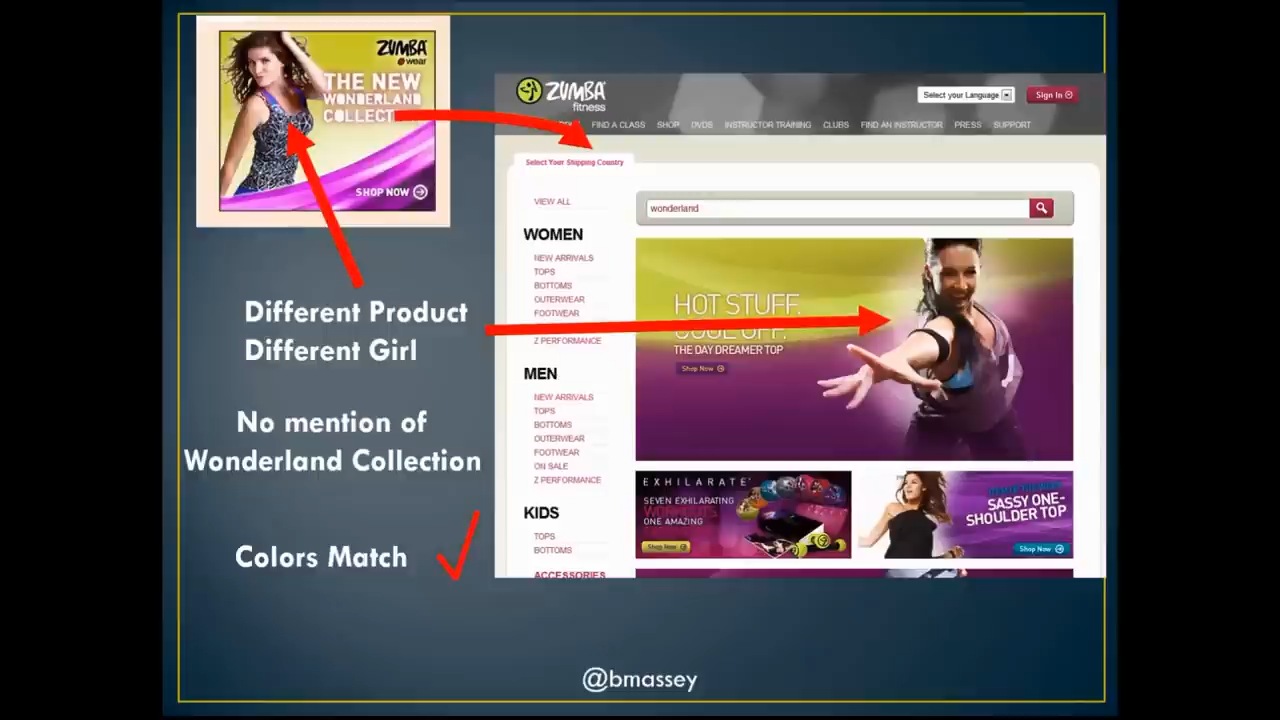 ZUMBA
wear
THE NEW
WONDERLAND
COLLECT
SHOP NOW
ZUMBA
fitness
Select your Language
Sign In
FIND A CLASS SHOP DVDS INSTRUCTOR TRAINING CLUBS FIND AN INSTRUCTOR PRESS SUPPORT
Select Your Shipping Country
VIEW ALL
WOMEN
NEW ARRIVALS
TOPS
BOTTOMS
OUTERWEAR
FOOTWEAR
Z PERFORMANCE
MEN
NEW ARRIVALS
TOPS
BOTTOMS
OUTERWEAR
FOOTWEAR
ON SALE
Z PERFORMANCE
KIDS
TOPS
BOTTOMS
ACCESSORIES
wonderland
HOT STUFF.
COOL OFF.
THE DAY DREAMER TOP
Shop Now
EXHILARATE
SEVEN EXHILARATING
WORKOUTS
ONE AMAZING
Shop Now
SASSY ONE-
SHOULDER TOP
Shop Now
Different Product
Different Girl
No mention of
Wonderland Collection
Colors Match
@bmassey